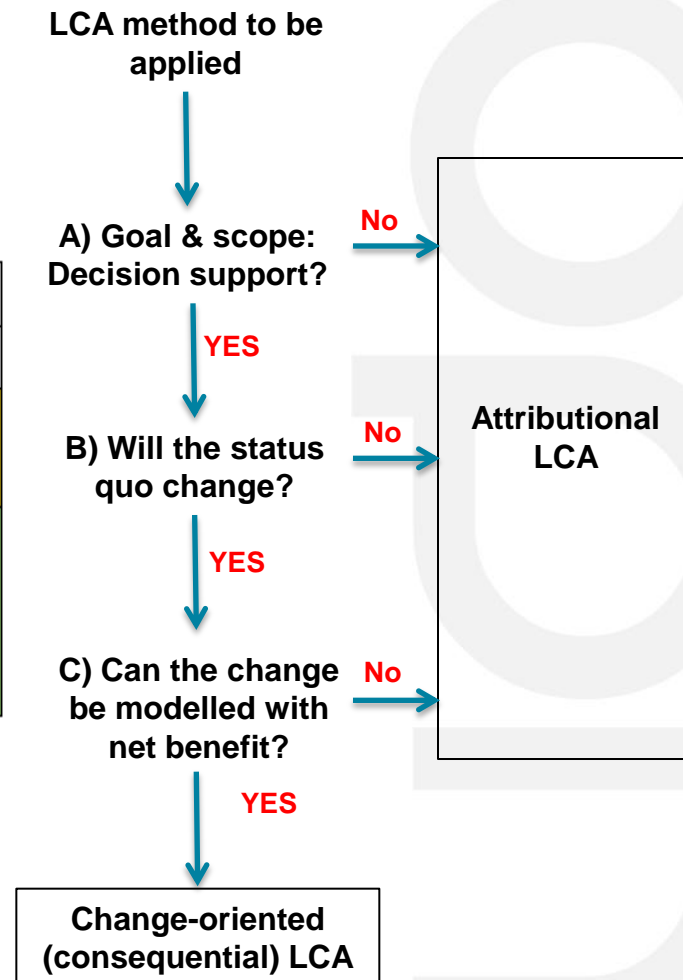 LCA method to be
applied
A) Goal & scope:
Decision support?
No
YES
B) Will the status
quo change?
No
Attributional
LCA
YES
C) Can the change
be modelled with
net benefit?
No
YES
Change-oriented
(consequential) LCA